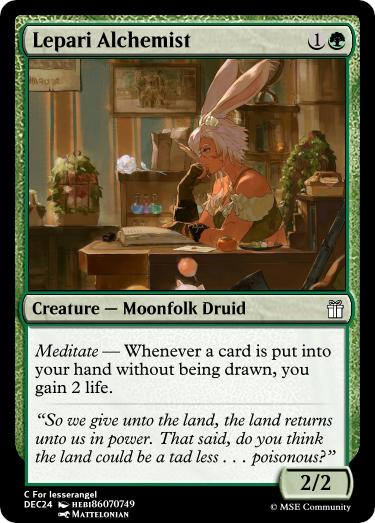 Lepari Alchemist 1
Creature — Moonfolk Druid
Meditate — Whenever a card is put into
your hand without being drawn, you
gain 2 life.
“So we give unto the land, the land returns
unto us in power. That said, do you think
the land could be a tad less . . . poisonous?”
2/2
C For lesserangel
DEC24 HEBI86070749
Mattelonian
© MSE Community